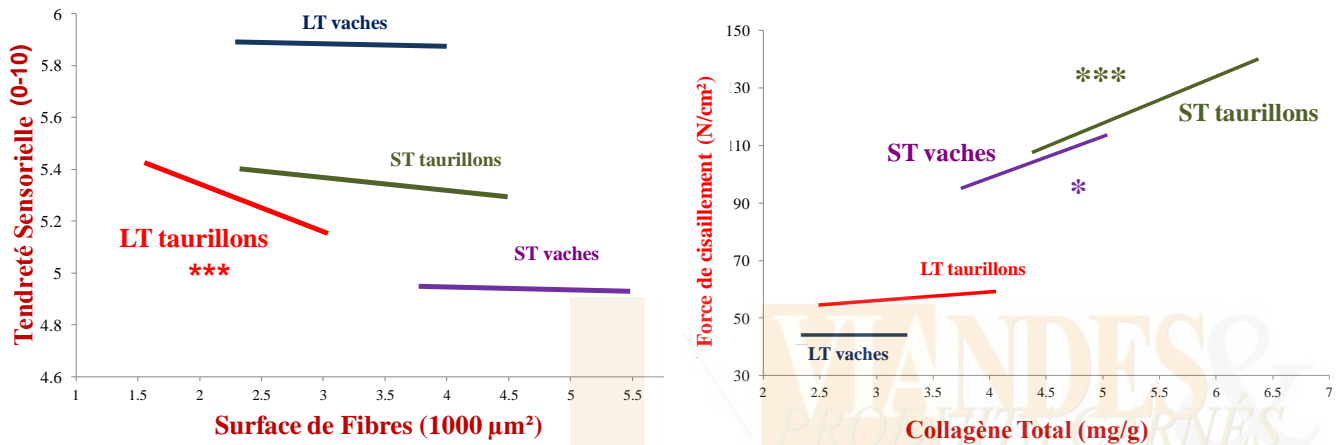 Tendreté Sensorielle (0-10)
6
5.8
5.6
5.4
5.2
5
4.8
4.6
LT vaches
ST taurillons
LT taurillons
***
ST vaches
1 1.5 2 2.5 3 3.5 4 4.5 5 5.5
Surface de Fibres (1000 µm²)
Force de cisaillement (N/cm²)
150
130
110
90
70
50
30
***
ST taurillons
ST vaches
*
LT taurillons
LT vaches
2 2.5 3 3.5 4 4.5 5 5.5 6 6.5 7
Collagène Total (mg/g)
VIANDES &
PRODUITS CARNÉS